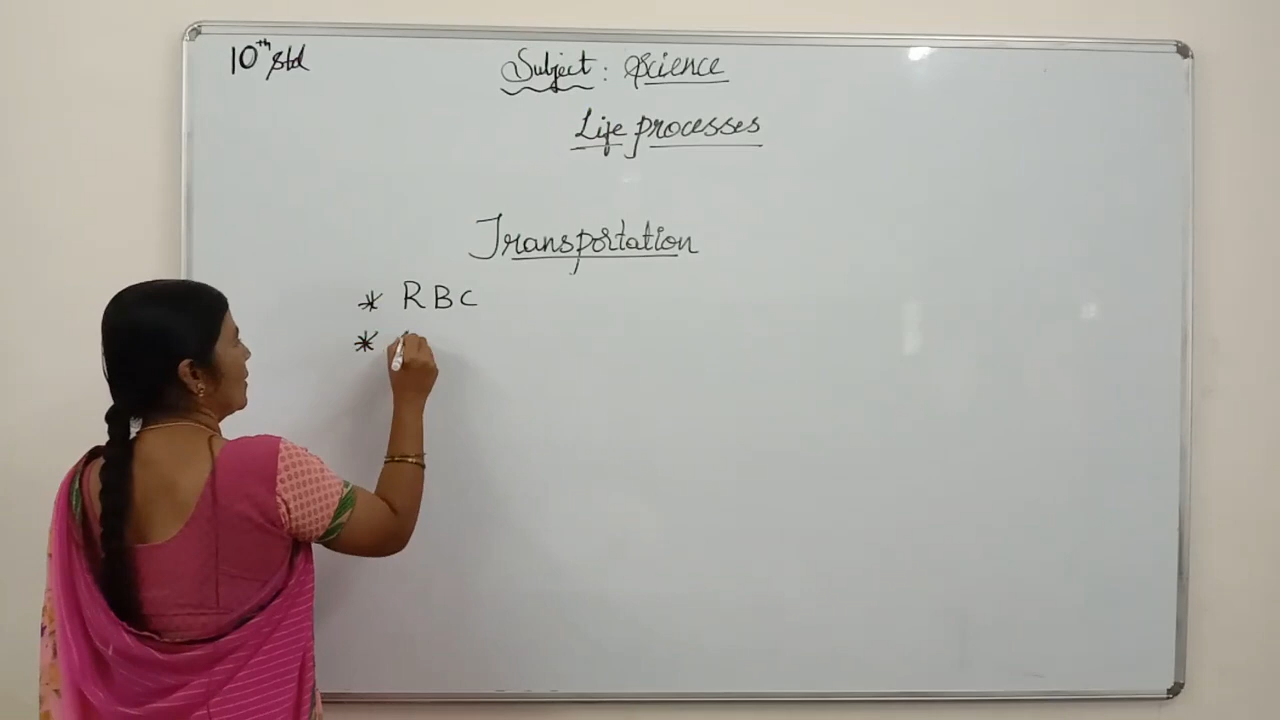 10th std
Subject : Science
Life processes
Transportation
* RBC
*